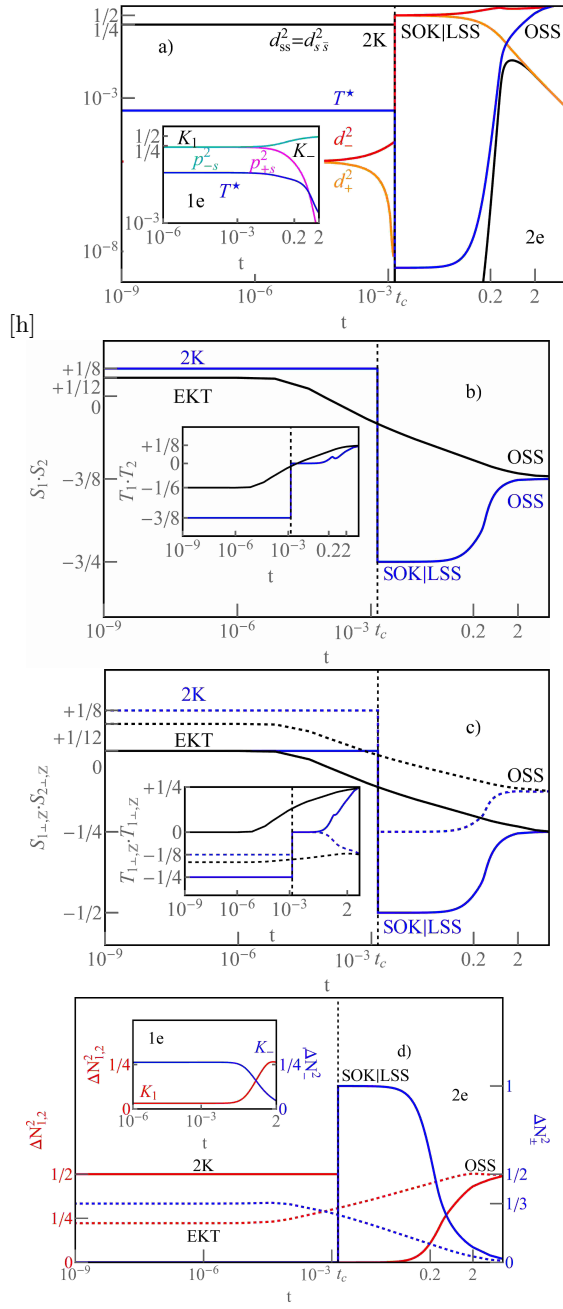 1/2
1/4
10⁻³
10⁻⁸
a)
d²ₛₛ=d²ₛ s̄
2K
SOK|LSS
OSS
T★
d²₋
d²₊
2e
1/2
1/4
10⁻³
K₁
K₋
p²₋ₛ
p²₊ₛ
T★
1e
10⁻⁶
10⁻³
0.2
2
t
10⁻⁹
10⁻⁶
10⁻³
t_c
0.2
2
t
[h]
S₁·S₂
+1/8
+1/12
0
−3/8
−3/4
2K
EKT
b)
OSS
OSS
SOK|LSS
T₁·T₂
+1/8
0
−1/6
−3/8
10⁻⁹
10⁻⁶
10⁻³
0.22
t
10⁻⁹
10⁻⁶
10⁻³
t_c
0.2
2
t
S₁⊥,Z·S₂⊥,Z
+1/8
+1/12
0
−1/4
−1/2
2K
EKT
c)
OSS
SOK|LSS
T₁⊥,Z·T₁⊥,Z
+1/4
0
−1/8
−1/4
10⁻⁹
10⁻⁶
10⁻³
2
t
10⁻⁹
10⁻⁶
10⁻³
t_c
0.2
2
t
ΔN²₁,₂
1/2
1/4
0
2K
EKT
d)
SOK|LSS
2e
OSS
1
1/2
1/3
0
ΔN²±
ΔN²₁,₂
1/4
0
1e
K₁
K₋
1/4
0
ΔN²₋
10⁻⁶
10⁻³
2
t
10⁻⁹
10⁻⁶
10⁻³
t_c
0.2
2
t